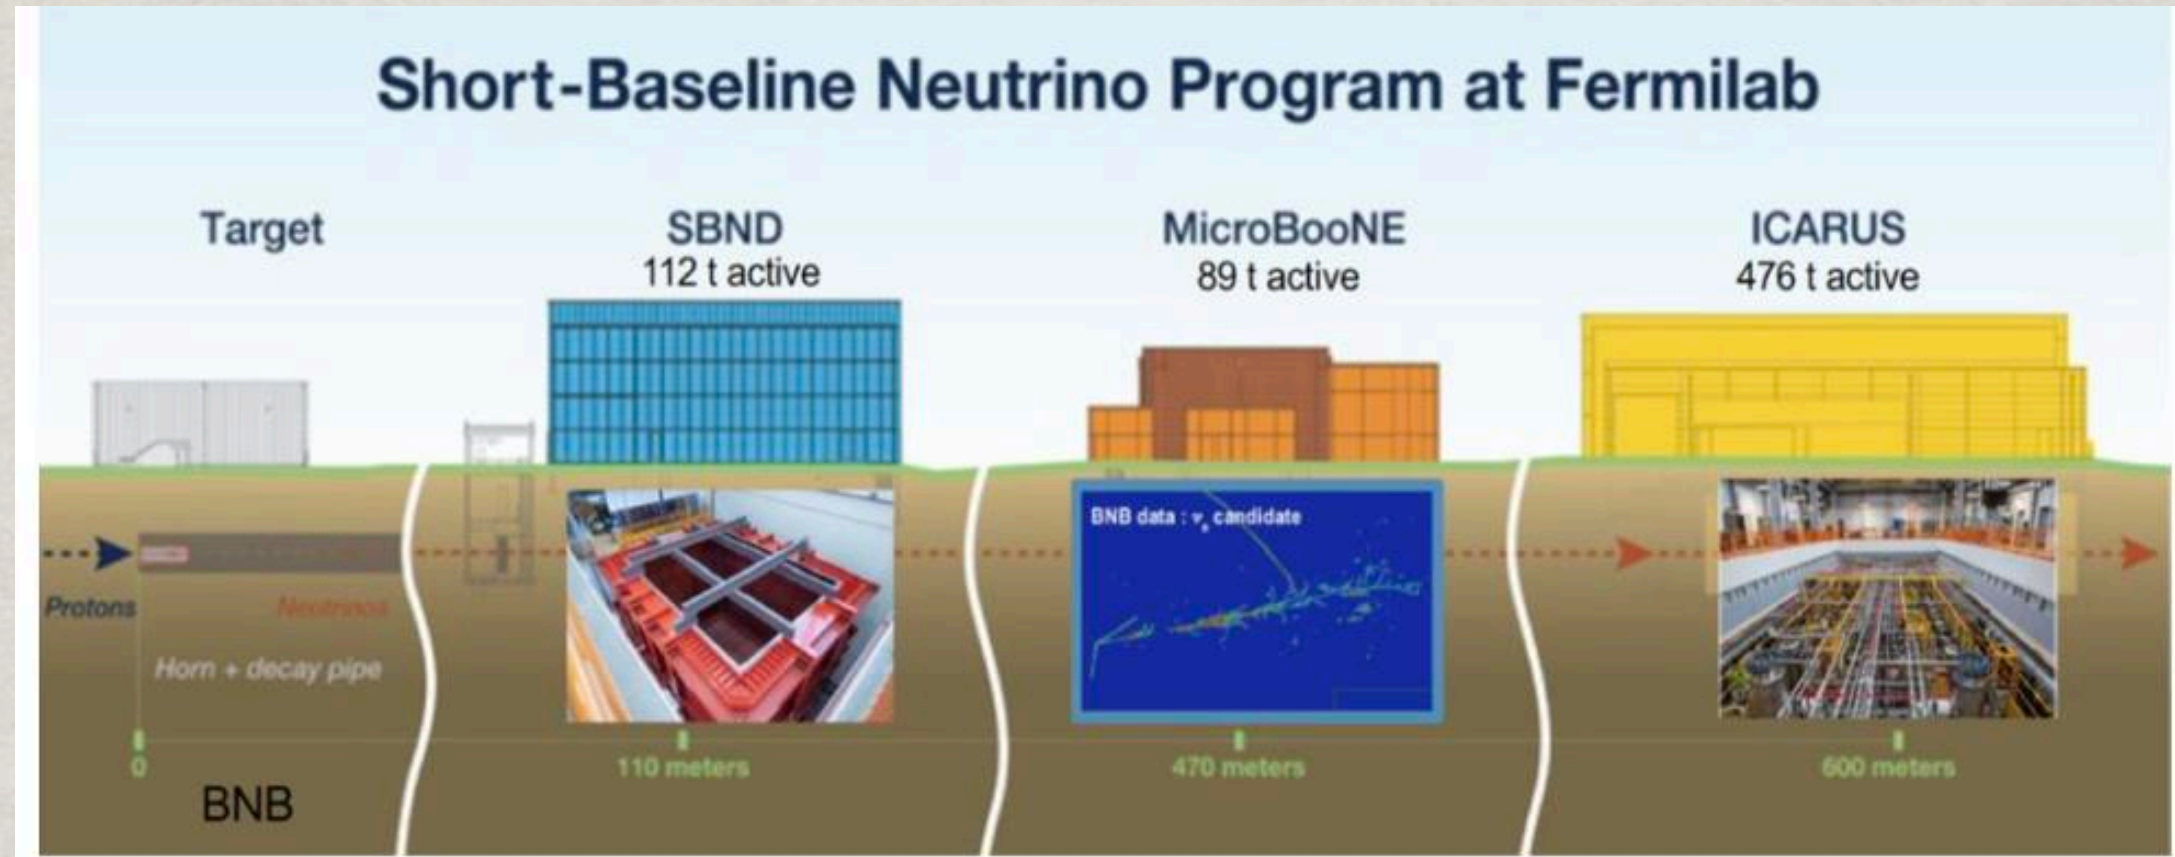 Short-Baseline Neutrino Program at Fermilab
Target
SBND
112 t active
MicroBooNE
89 t active
ICARUS
476 t active
BNB data : νe candidate
Protons
Neutrinos
Horn + decay pipe
0
110 meters
470 meters
600 meters
BNB